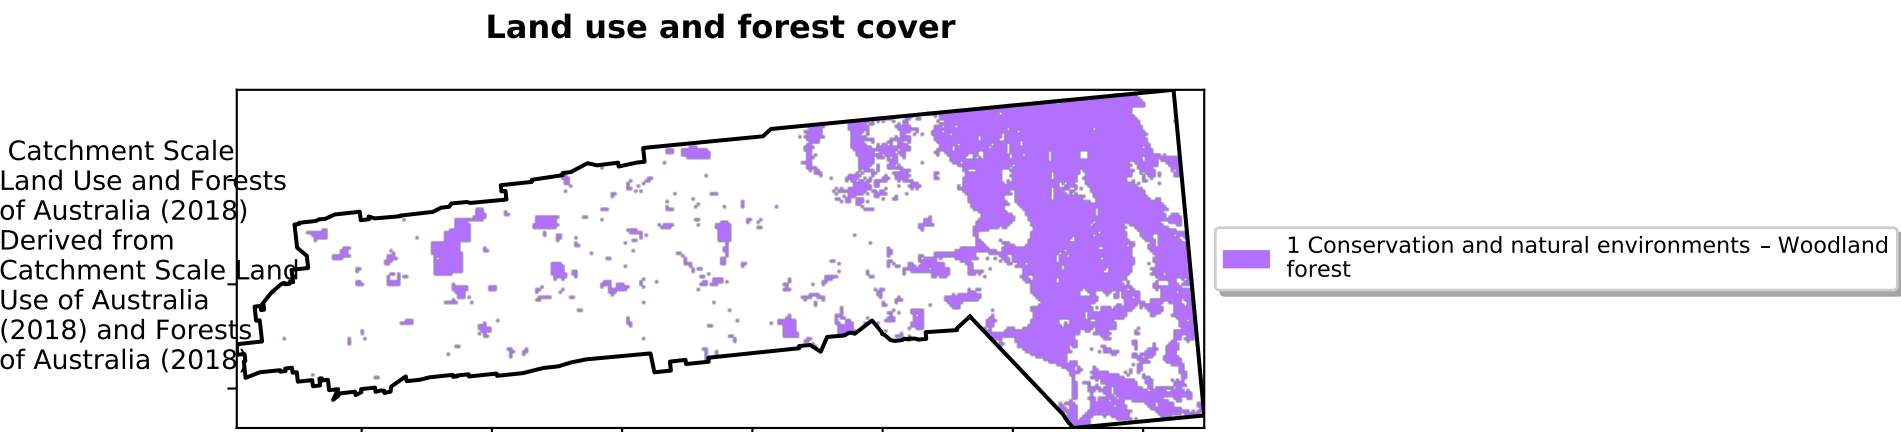 Land use and forest cover
Catchment Scale
Land Use and Forests
of Australia (2018)
Derived from
Catchment Scale Land
Use of Australia
(2018) and Forests
of Australia (2018)
1 Conservation and natural environments – Woodland
forest